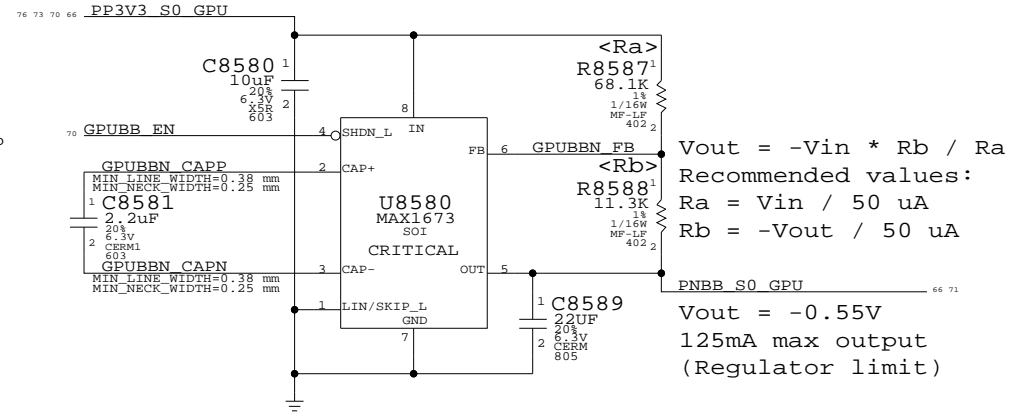 76 73 70 66 PP3V3_S0_GPU
C8580 1
10uF
20%
6.3V
X5R 2
603
<Ra>
R8587 1
68.1K
1%
1/16W
MF-LF
402 2
8
IN
70 GPUBB_EN 4 SHDN_L
FB 6 GPUBBN_FB
GPUBBN_CAPP 2 CAP+
MIN_LINE_WIDTH=0.38 mm
MIN_NECK_WIDTH=0.25 mm
1 C8581
2.2uF
20%
2 6.3V
CERM1
603
U8580
MAX1673
SOI
CRITICAL
<Rb>
R8588 1
11.3K
1%
1/16W
MF-LF
402 2
Vout = -Vin * Rb / Ra
Recommended values:
Ra = Vin / 50 uA
Rb = -Vout / 50 uA
GPUBBN_CAPN 3 CAP-
MIN_LINE_WIDTH=0.38 mm
MIN_NECK_WIDTH=0.25 mm
OUT 5
1 LIN/SKIP_L
GND
7
1 C8589
22UF
20%
2 6.3V
CERM
805
PNBB_S0_GPU 66 71
Vout = -0.55V
125mA max output
(Regulator limit)